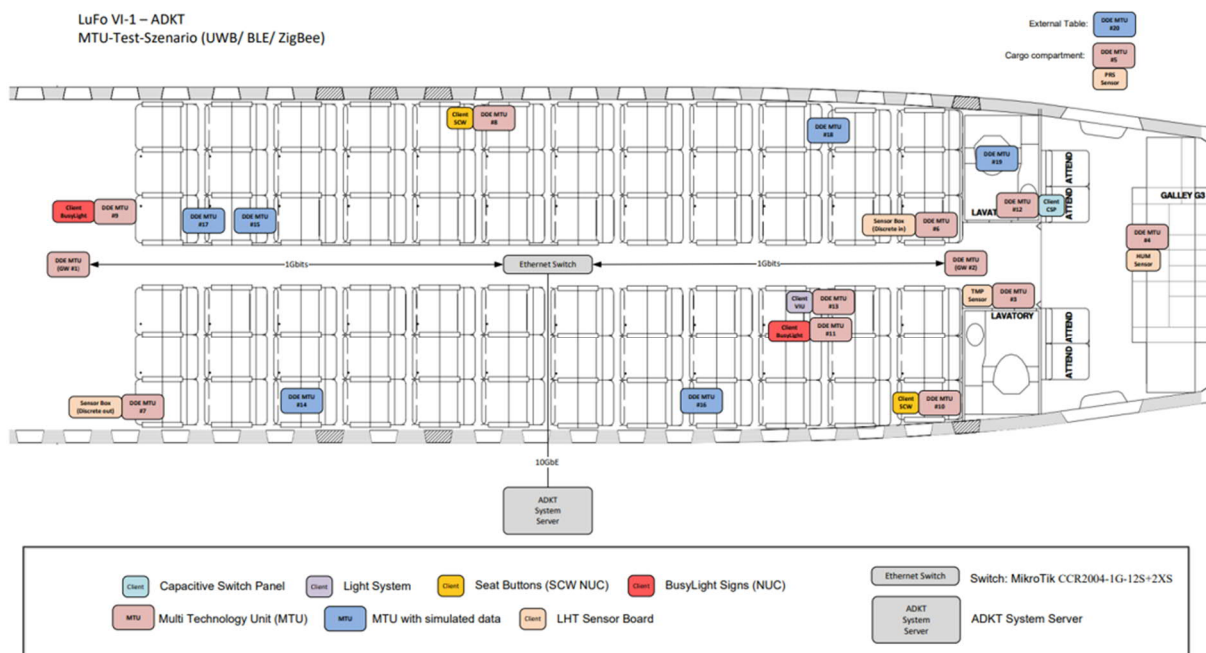 LuFo VI-1 – ADKT
MTU-Test-Szenario (UWB/ BLE/ ZigBee)
External Table:
DDE MTU
#20
Cargo compartment:
DDE MTU
#5
PRS
Sensor
Client
SCW
DDE MTU
#8
DDE MTU
#18
DDE MTU
#19
ATTEND
ATTEND
Client
BusyLight
DDE MTU
#9
DDE MTU
#17
DDE MTU
#15
Sensor Box
(Discrete in)
DDE MTU
#6
LAVATORY
DDE MTU
#12
Client
CSP
GALLEY G3
DDE MTU
#4
HUM
Sensor
DDE MTU
(GW #1)
1Gbits
Ethernet Switch
1Gbits
DDE MTU
(GW #2)
Client
VIU
DDE MTU
#13
TMP
Sensor
DDE MTU
#3
LAVATORY
Client
BusyLight
DDE MTU
#11
ATTEND
ATTEND
Sensor Box
(Discrete out)
DDE MTU
#7
DDE MTU
#14
DDE MTU
#16
Client
SCW
DDE MTU
#10
10GbE
ADKT
System
Server
Client
Capacitive Switch Panel
Client
Light System
Client
Seat Buttons (SCW NUC)
Client
BusyLight Signs (NUC)
Ethernet Switch
Switch: MikroTik CCR2004-1G-12S+2XS
MTU
Multi Technology Unit (MTU)
MTU
MTU with simulated data
Client
LHT Sensor Board
ADKT
System
Server
ADKT System Server